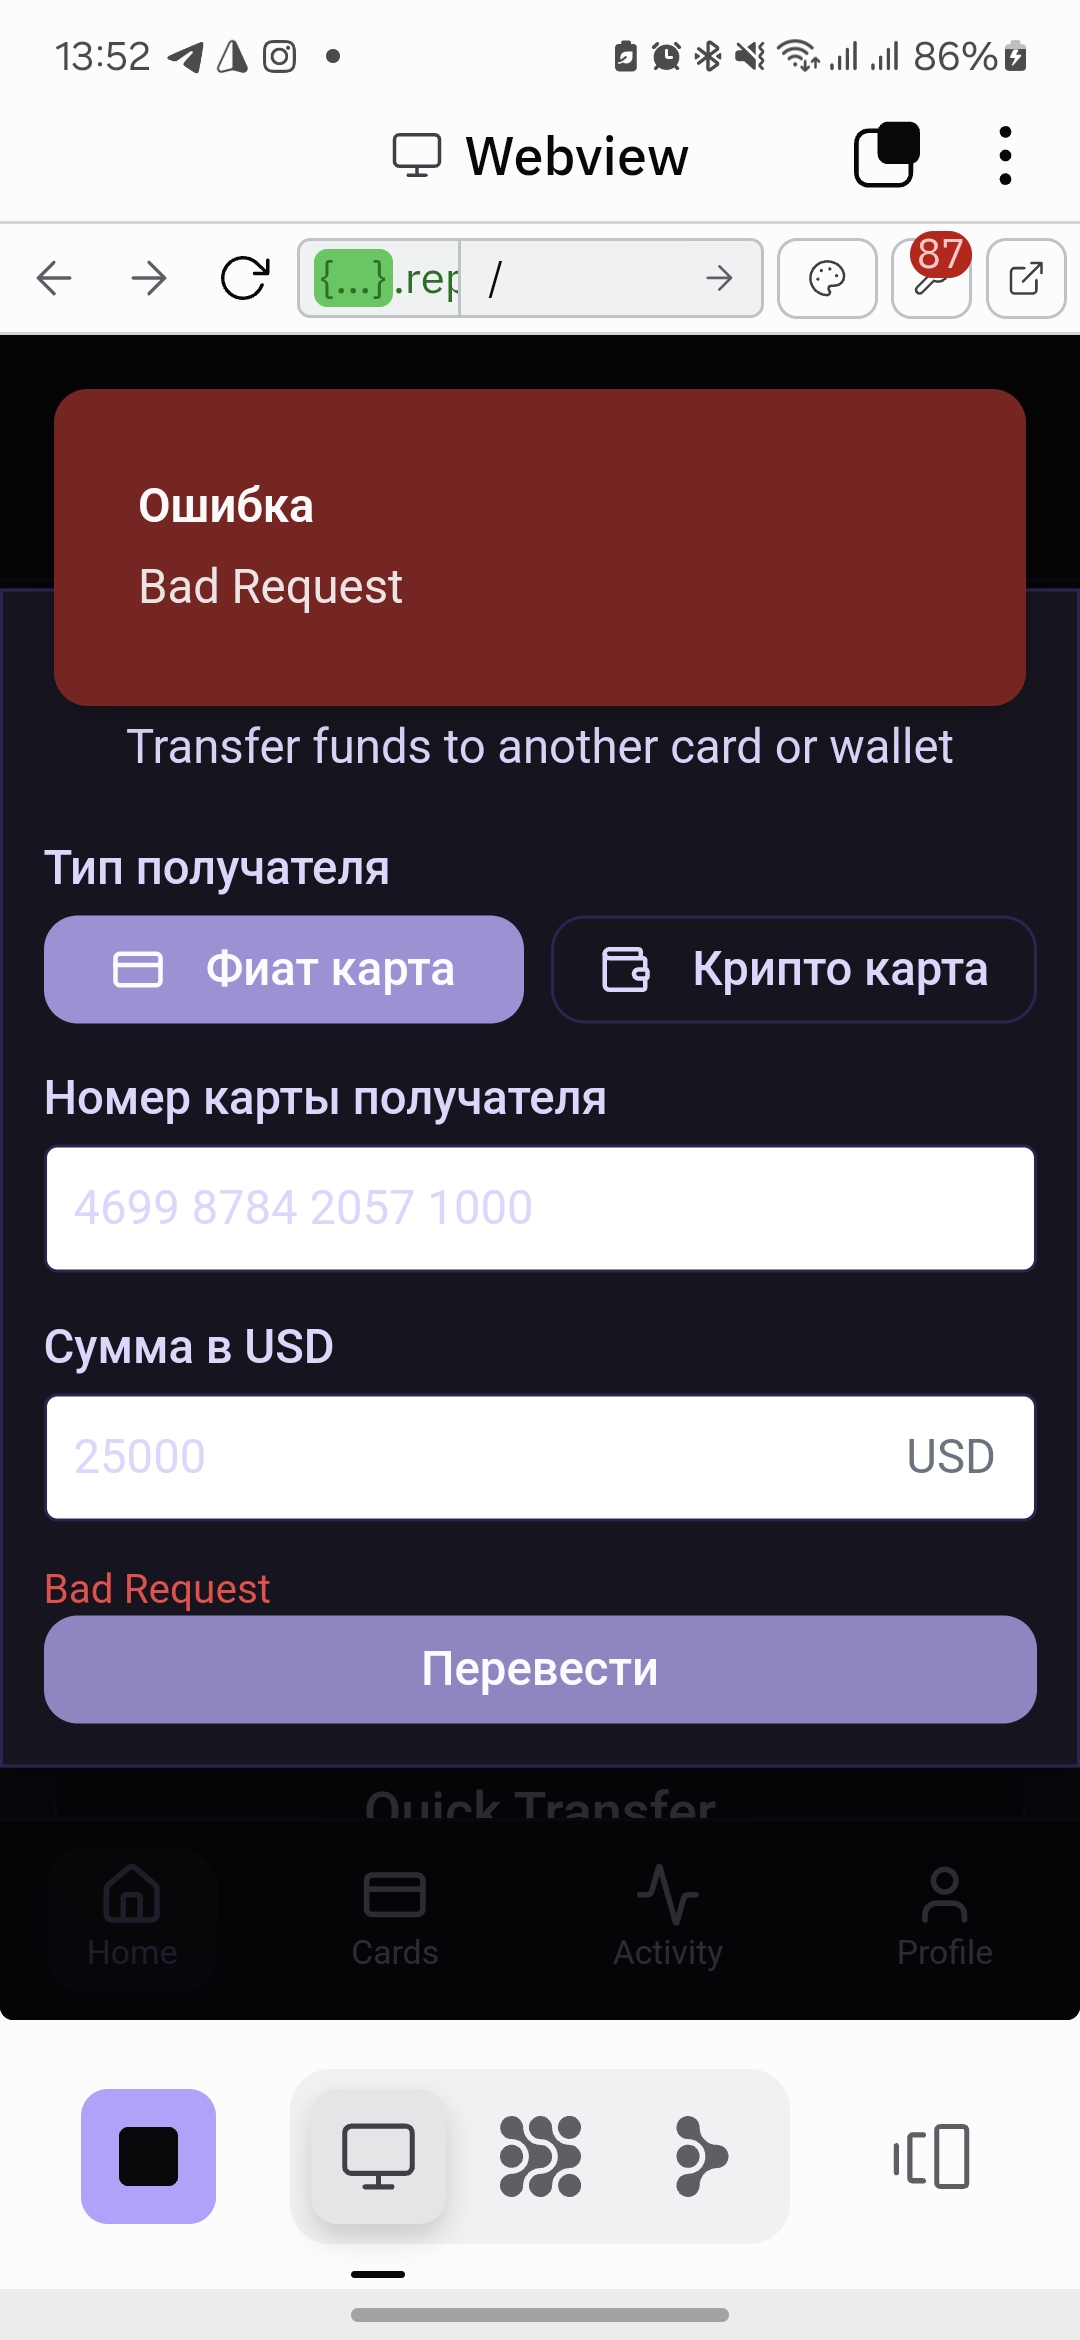 13:52
86%
Webview
{...}.rep
/
87
Ошибка
Bad Request
Transfer funds to another card or wallet
Тип получателя
Фиат карта
Крипто карта
Номер карты получателя
4699 8784 2057 1000
Сумма в USD
25000
USD
Bad Request
Перевести
Quick Transfer
Home
Cards
Activity
Profile